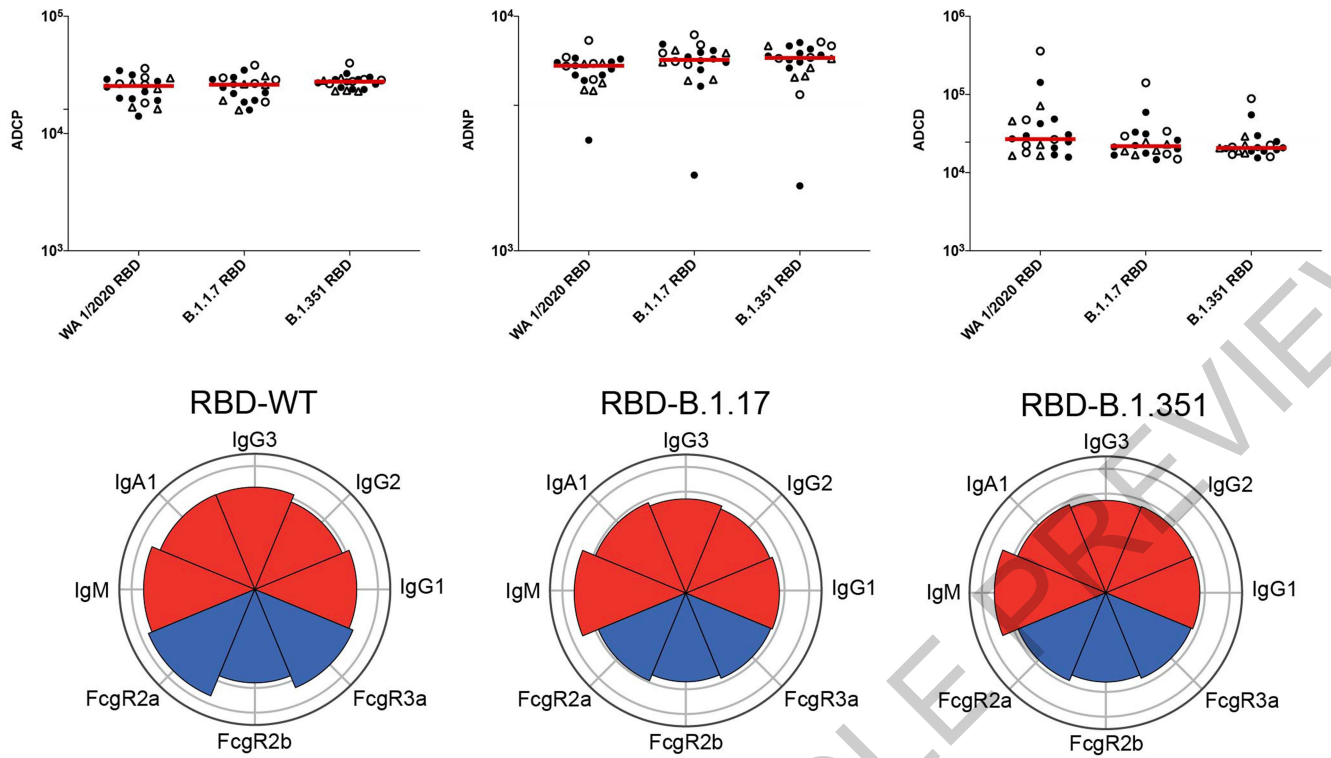 10⁵
10⁴
10³
ADCP
WA 1/2020 RBD
B.1.1.7 RBD
B.1.351 RBD
10⁴
10³
ADNP
WA 1/2020 RBD
B.1.1.7 RBD
B.1.351 RBD
10⁶
10⁵
10⁴
10³
ADCD
WA 1/2020 RBD
B.1.1.7 RBD
B.1.351 RBD
RBD-WT
IgG3
IgA1
IgG2
IgM
IgG1
FcgR2a
FcgR3a
FcgR2b
RBD-B.1.17
IgG3
IgA1
IgG2
IgM
IgG1
FcgR2a
FcgR3a
FcgR2b
RBD-B.1.351
IgG3
IgA1
IgG2
IgM
IgG1
FcgR2a
FcgR3a
FcgR2b
LE PREVIEW